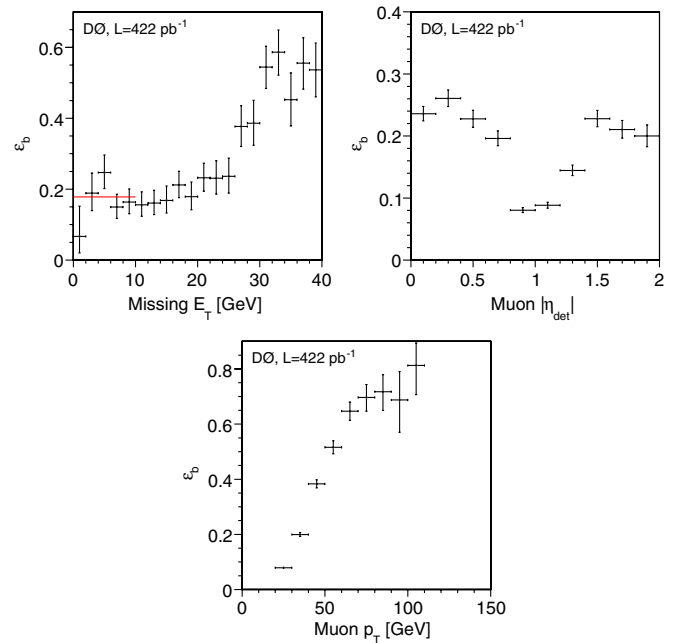 DØ, L=422 pb⁻¹
0.6
0.4
0.2
0
ε_b
0 10 20 30 40
Missing E_T [GeV]
DØ, L=422 pb⁻¹
0.4
0.3
0.2
0.1
0
ε_b
0 0.5 1 1.5 2
Muon |η_det|
DØ, L=422 pb⁻¹
0.8
0.6
0.4
0.2
0
ε_b
0 50 100 150
Muon p_T [GeV]